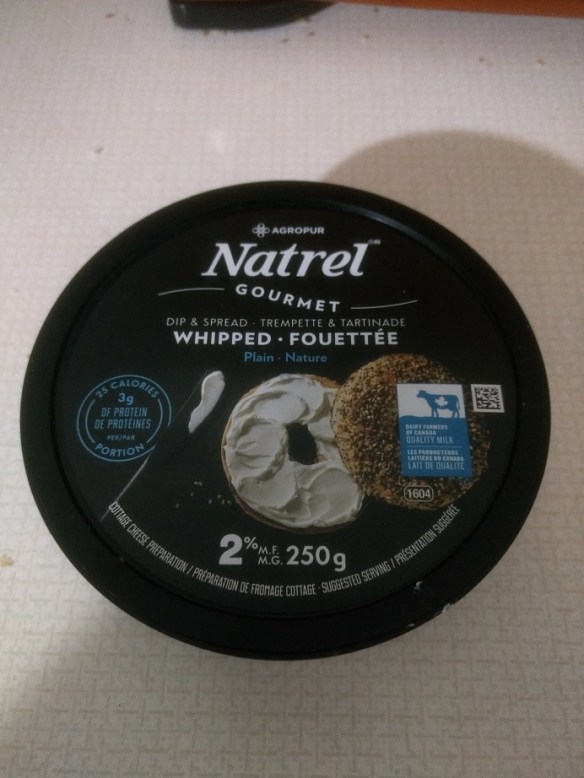 AGROPUR
Natrel
GOURMET
DIP & SPREAD · TREMPETTE & TARTINADE
WHIPPED · FOUETTÉE
Plain · Nature
25 CALORIES
3g
OF PROTEIN
DE PROTÉINES
PER/PAR
PORTION
DAIRY FARMERS
OF CANADA
QUALITY MILK
LES PRODUCTEURS
LAITIERS DU CANADA
LAIT DE QUALITÉ
1604
2% M.F. M.G. 250g
COTTAGE CHEESE PREPARATION / PRÉPARATION DE FROMAGE COTTAGE · SUGGESTED SERVING / PRÉSENTATION SUGGÉRÉE